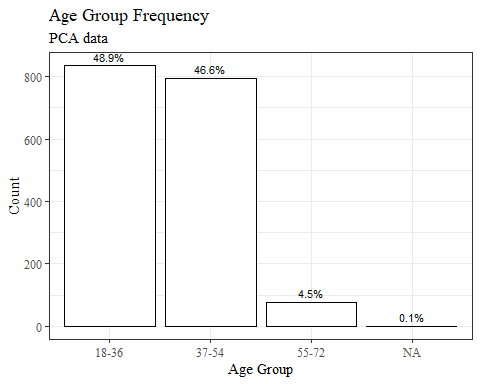 Age Group Frequency
PCA data
48.9%
46.6%
4.5%
0.1%
800
600
400
200
0
Count
18-36 37-54 55-72 NA
Age Group